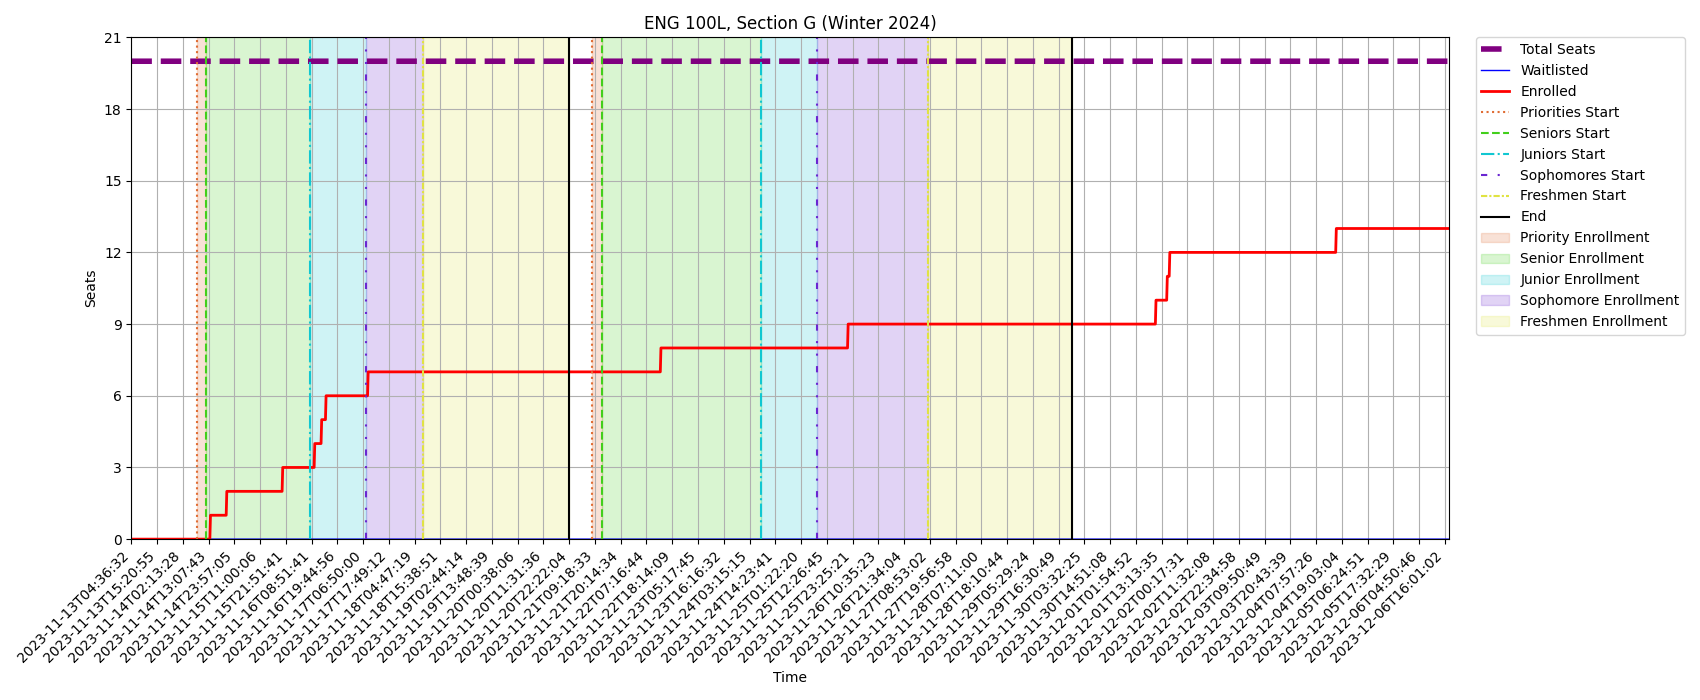 ENG 100L, Section G (Winter 2024)
21
18
15
12
9
6
3
0
Seats
2023-11-13T04:36:32
2023-11-13T15:20:55
2023-11-14T02:13:28
2023-11-14T13:07:43
2023-11-14T23:57:05
2023-11-15T11:00:06
2023-11-15T21:51:41
2023-11-16T08:51:41
2023-11-16T19:44:56
2023-11-17T06:50:00
2023-11-17T17:49:12
2023-11-18T04:47:19
2023-11-18T15:38:51
2023-11-19T02:44:14
2023-11-19T13:48:39
2023-11-20T00:38:06
2023-11-20T11:31:36
2023-11-20T22:22:04
2023-11-21T09:18:33
2023-11-21T20:14:34
2023-11-22T07:16:44
2023-11-22T18:14:09
2023-11-23T05:17:45
2023-11-23T16:16:32
2023-11-24T03:15:15
2023-11-24T14:23:41
2023-11-25T01:22:20
2023-11-25T12:26:45
2023-11-25T23:25:21
2023-11-26T10:35:23
2023-11-26T21:34:04
2023-11-27T08:53:02
2023-11-27T19:56:58
2023-11-28T07:11:00
2023-11-28T18:10:44
2023-11-29T05:29:24
2023-11-29T16:30:49
2023-11-30T03:32:25
2023-11-30T14:51:08
2023-12-01T01:54:52
2023-12-01T13:13:35
2023-12-02T00:17:31
2023-12-02T11:32:08
2023-12-02T22:34:58
2023-12-03T09:50:49
2023-12-03T20:43:39
2023-12-04T07:57:26
2023-12-04T19:03:04
2023-12-05T06:24:51
2023-12-05T17:32:29
2023-12-06T04:50:46
2023-12-06T16:01:02
Time
Total Seats
Waitlisted
Enrolled
Priorities Start
Seniors Start
Juniors Start
Sophomores Start
Freshmen Start
End
Priority Enrollment
Senior Enrollment
Junior Enrollment
Sophomore Enrollment
Freshmen Enrollment